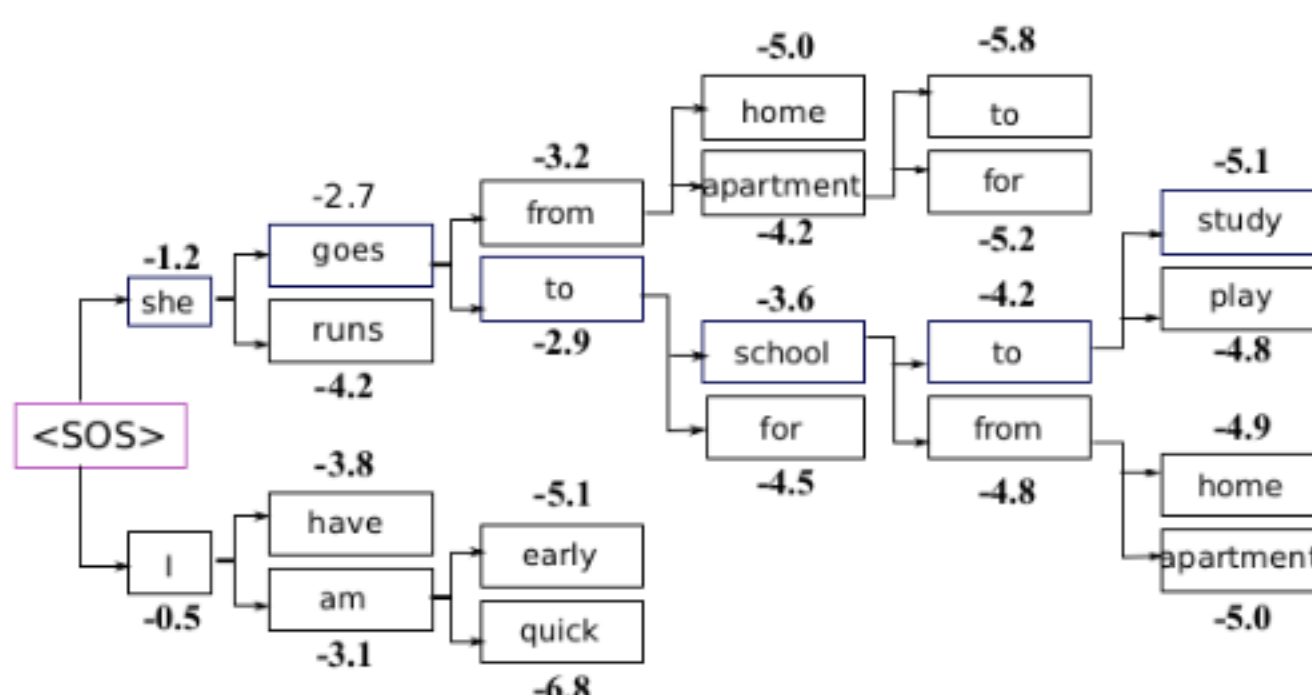 <SOS>
-1.2
she
I
-0.5
-2.7
goes
runs
-4.2
-3.8
have
am
-3.1
-3.2
from
to
-2.9
-5.1
early
quick
-6.8
-5.0
home
apartment
-4.2
-3.6
school
for
-4.5
-5.8
to
for
-5.2
-4.2
to
from
-4.8
-5.1
study
play
-4.8
-4.9
home
apartment
-5.0